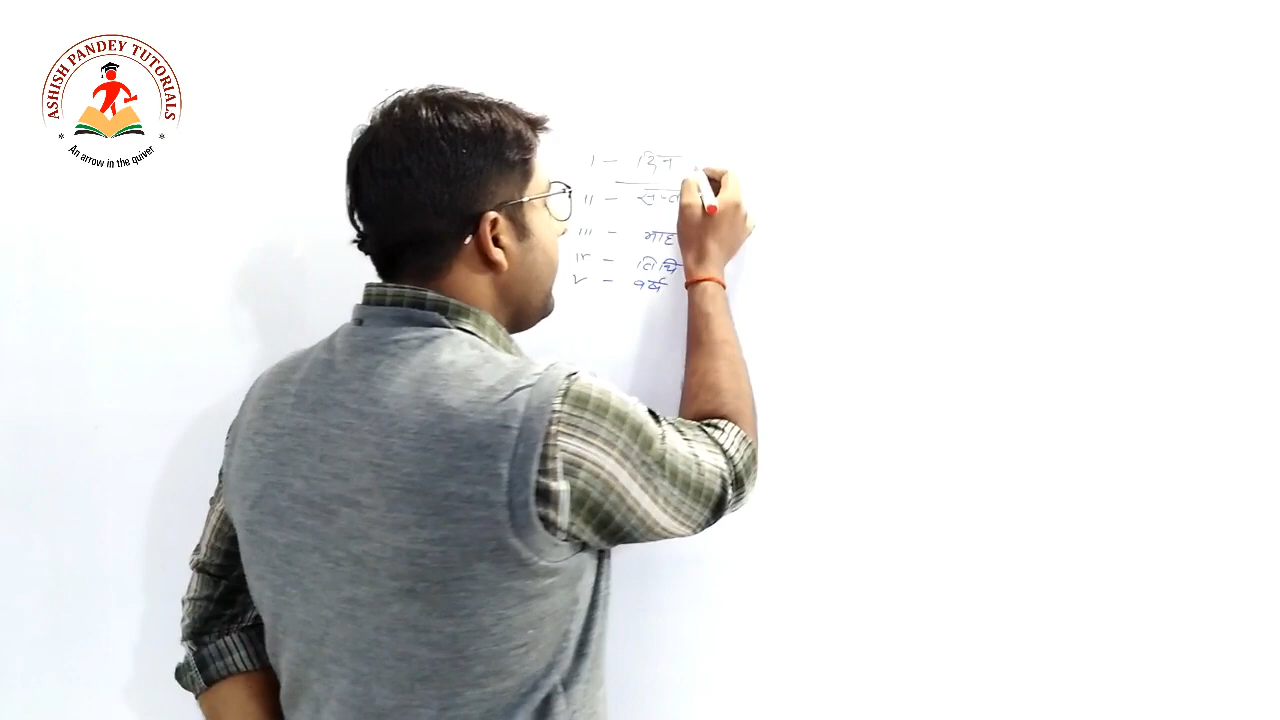 ASHISH PANDEY TUTORIALS
An arrow in the quiver
I - दिन
II - सप्ता
III - माह
IV - तिथि
V - वर्ष